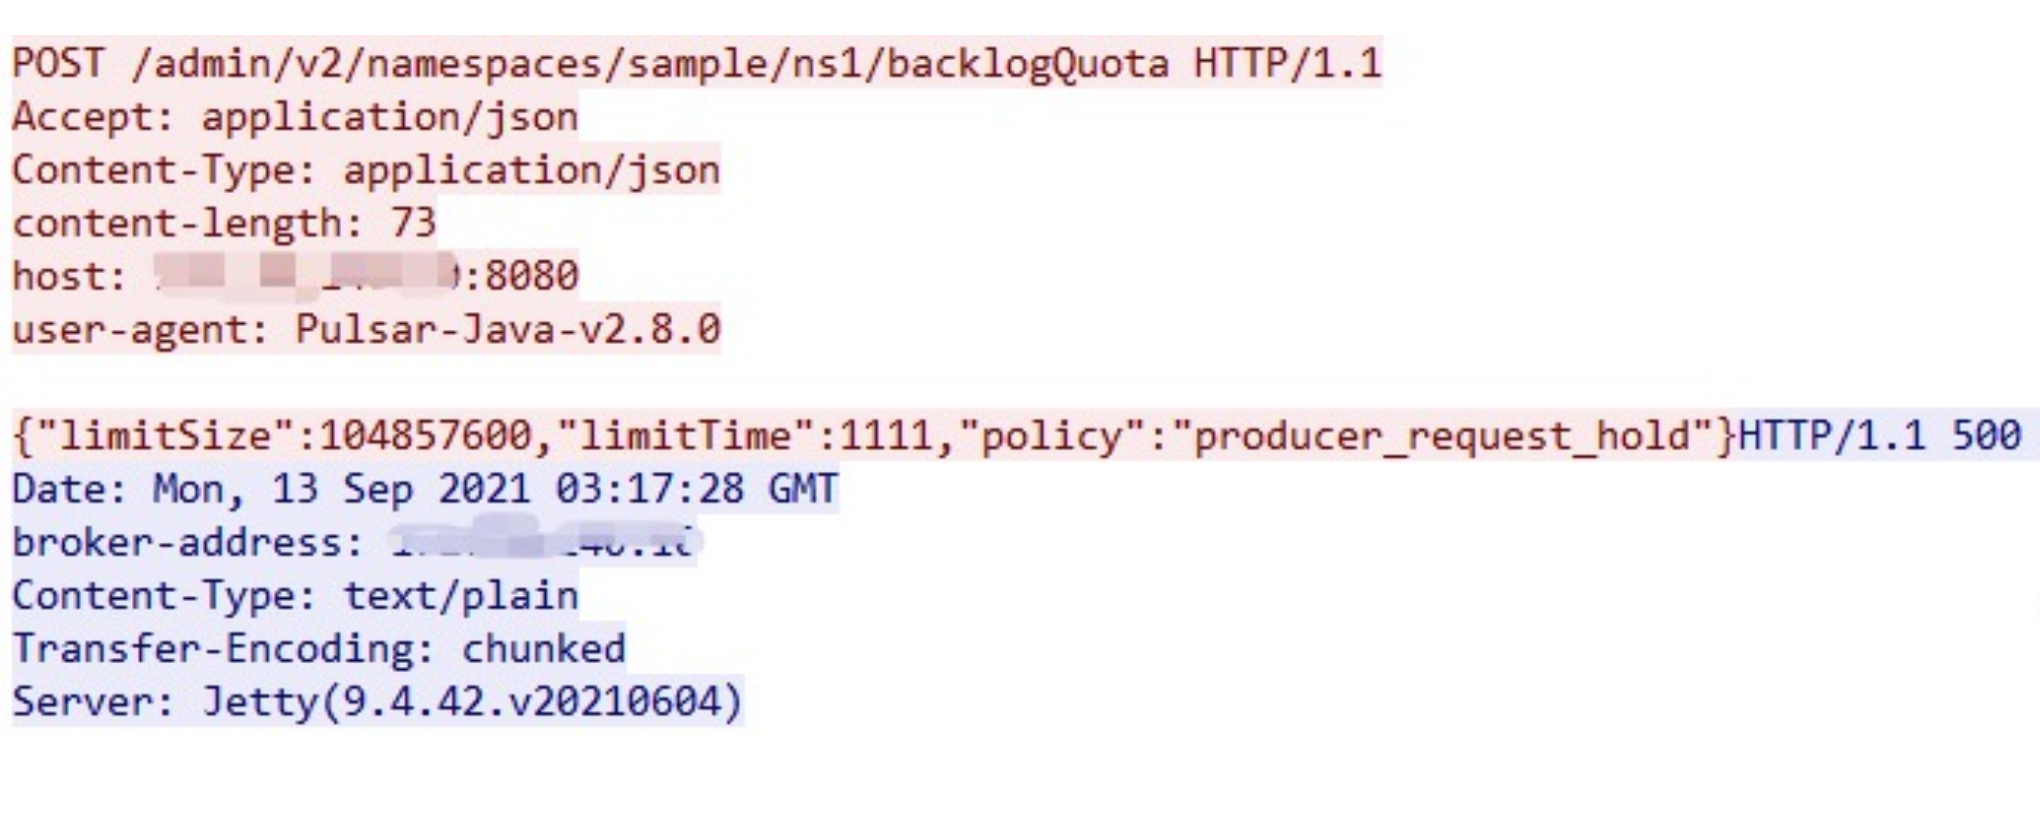 POST /admin/v2/namespaces/sample/ns1/backlogQuota HTTP/1.1
Accept: application/json
Content-Type: application/json
content-length: 73
host: :8080
user-agent: Pulsar-Java-v2.8.0
{"limitSize":104857600,"limitTime":1111,"policy":"producer_request_hold"}HTTP/1.1 500
Date: Mon, 13 Sep 2021 03:17:28 GMT
broker-address:
Content-Type: text/plain
Transfer-Encoding: chunked
Server: Jetty(9.4.42.v20210604)